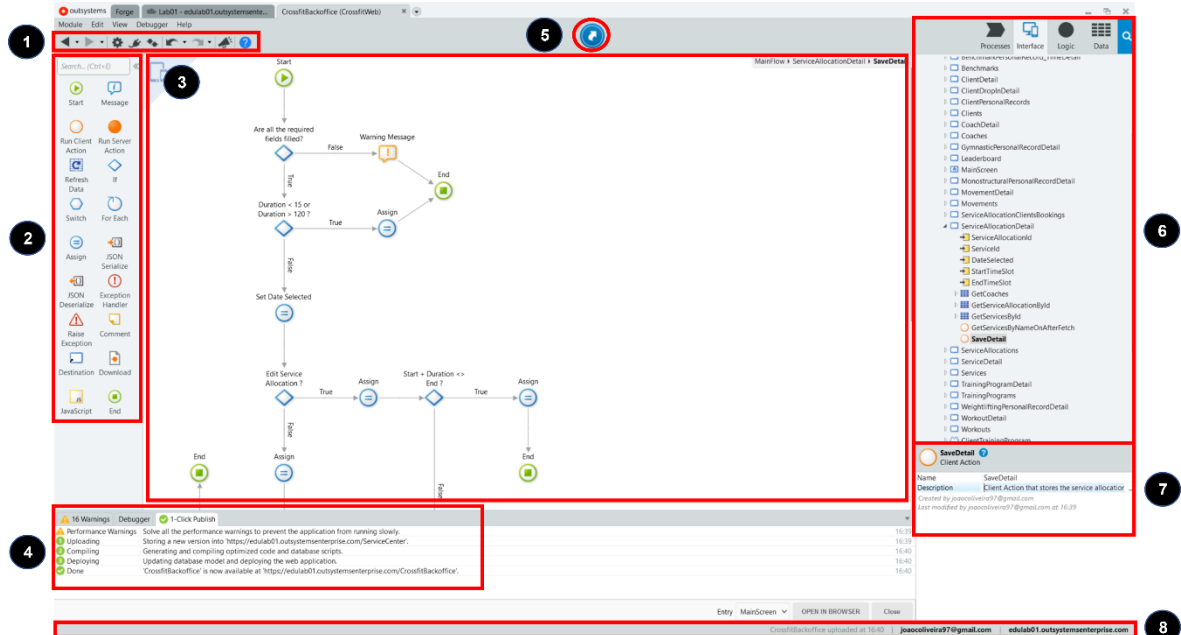 outsystems Forge Lab01 - edulab01.outsystemsente... CrossfitBackoffice (CrossfitWeb)
Module Edit View Debugger Help
1
5
Processes Interface Logic Data
Search... (Ctrl+E)
2
Start Message
Run Client Action Run Server Action
Refresh Data If
Switch For Each
Assign JSON Serialize
JSON Deserialize Exception Handler
Raise Exception Comment
Destination Download
JavaScript End
3
MainFlow ServiceAllocationDetail SaveDetail
Start
Are all the required
fields filled?
False
Warning Message
True
End
Duration < 15 or
Duration > 120 ?
True
Assign
False
Set Date Selected
Edit Service
Allocation ?
True
Assign
Start + Duration <>
End ?
True
Assign
False
End
Assign
False
End
6
BenchmarkPersonalRecord_TimeDetail
Benchmarks
ClientDetail
ClientDropInDetail
ClientPersonalRecords
Clients
CoachDetail
Coaches
GymnasticPersonalRecordDetail
Leaderboard
MainScreen
MonostructuralPersonalRecordDetail
MovementDetail
Movements
ServiceAllocationClientsBookings
ServiceAllocationDetail
ServiceAllocationId
ServiceId
DateSelected
StartTimeSlot
EndTimeSlot
GetCoaches
GetServiceAllocationById
GetServicesById
GetServicesByNameOnAfterFetch
SaveDetail
ServiceAllocations
ServiceDetail
Services
TrainingProgramDetail
TrainingPrograms
WeightliftingPersonalRecordDetail
WorkoutDetail
Workouts
ClientTrainingProgram
7
SaveDetail
Client Action
Name SaveDetail
Description Client Action that stores the service allocation ...
Created by joaocoliveira97@gmail.com
Last modified by joaocoliveira97@gmail.com at 16:39
4
16 Warnings Debugger 1-Click Publish
Performance Warnings Solve all the performance warnings to prevent the application from running slowly. 16:39
1 Uploading Storing a new version into 'https://edulab01.outsystemsenterprise.com/ServiceCenter'. 16:39
2 Compiling Generating and compiling optimized code and database scripts. 16:40
3 Deploying Updating database model and deploying the web application. 16:40
Done 'CrossfitBackoffice' is now available at 'https://edulab01.outsystemsenterprise.com/CrossfitBackoffice'. 16:40
Entry MainScreen OPEN IN BROWSER Close
CrossfitBackoffice uploaded at 16:40 | joaocoliveira97@gmail.com | edulab01.outsystemsenterprise.com
8